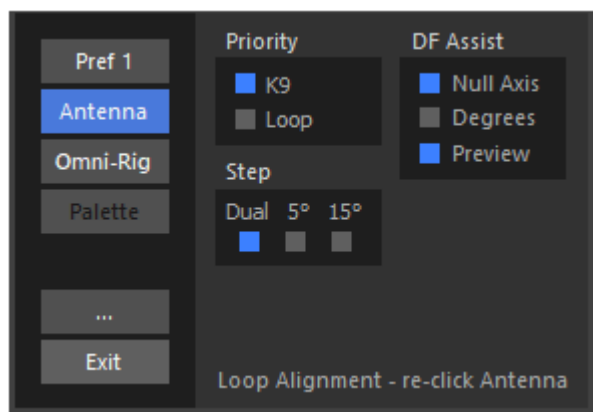 Pref 1
Antenna
Omni-Rig
Palette
...
Exit
Priority
K9
Loop
Step
Dual 5° 15°
DF Assist
Null Axis
Degrees
Preview
Loop Alignment - re-click Antenna